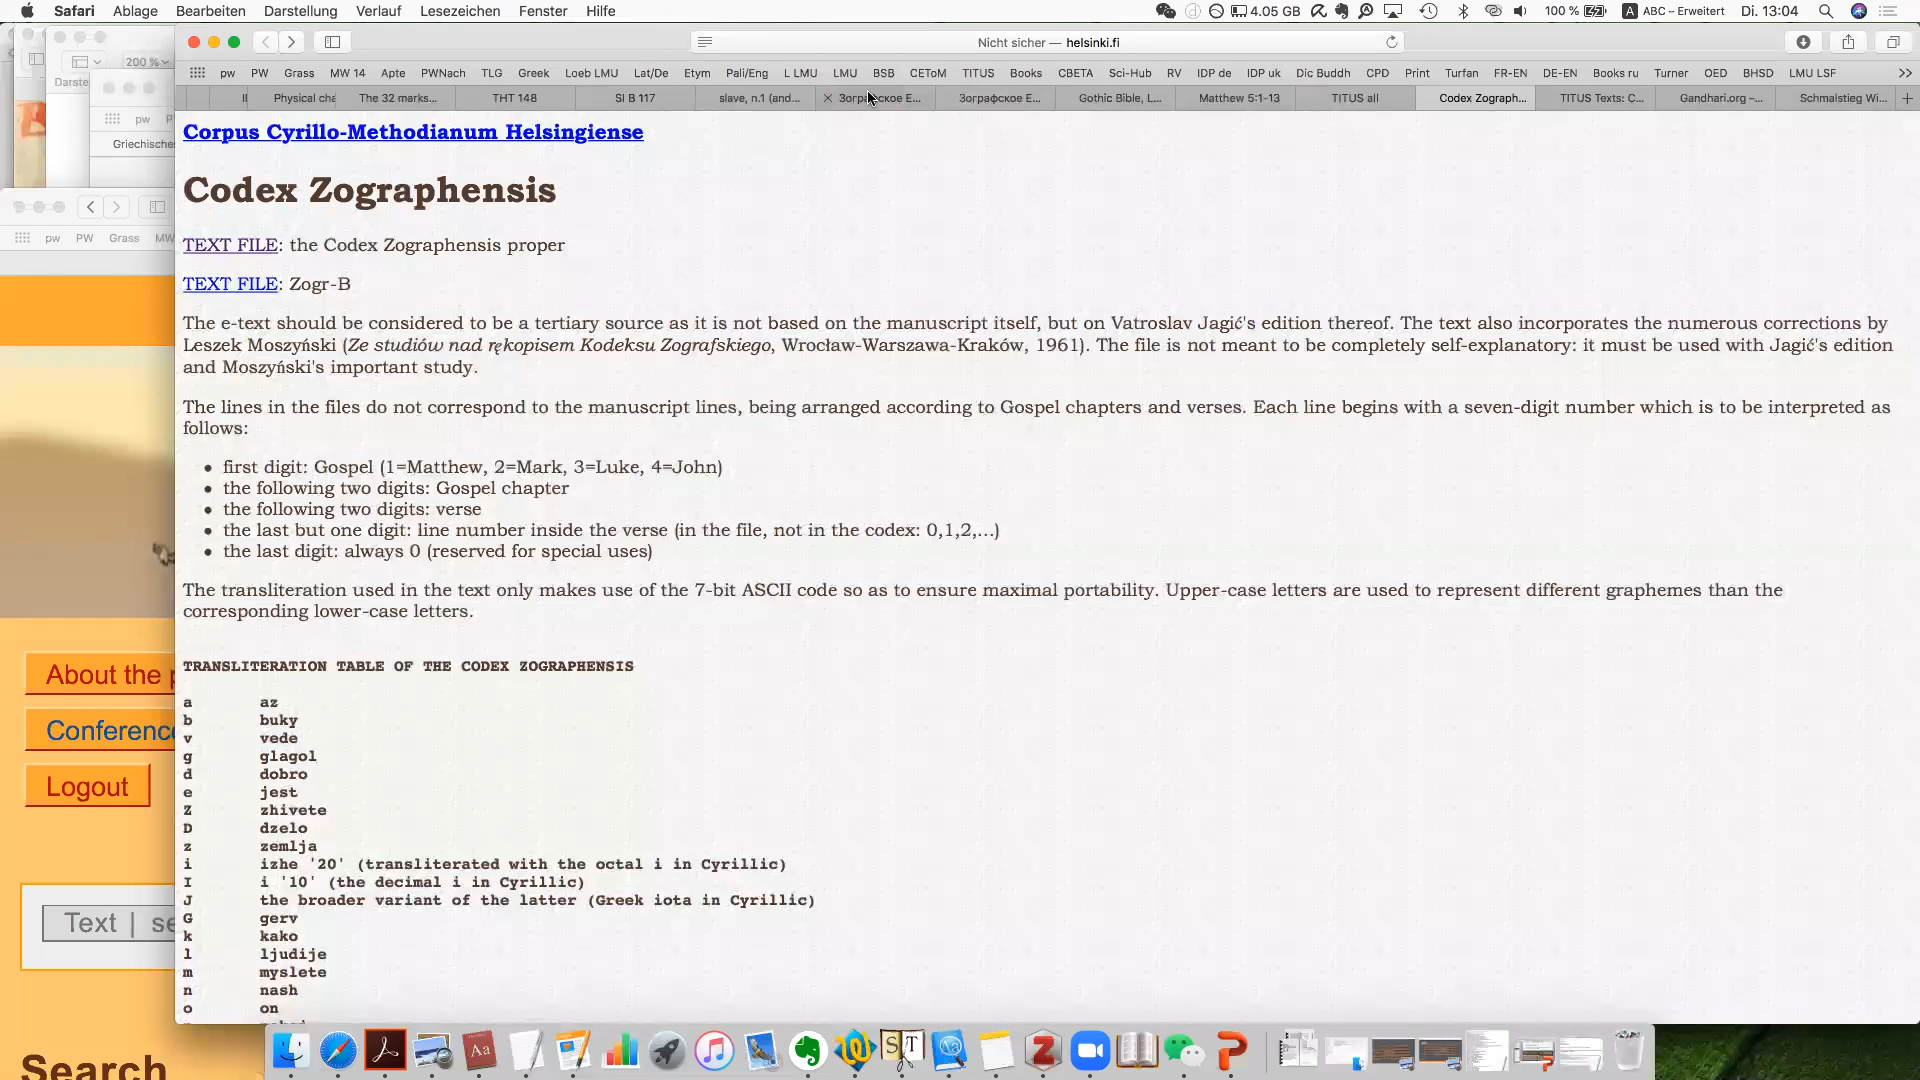 Safari Ablage Bearbeiten Darstellung Verlauf Lesezeichen Fenster Hilfe 4.05 GB 100 % ABC – Erweitert Di. 13:04
Nicht sicher — helsinki.fi
200 %
Darste
pw PW Grass MW 14 Apte PWNach TLG Greek Loeb LMU Lat/De Etym Pali/Eng L LMU LMU BSB CEToM TITUS Books CBETA Sci-Hub RV IDP de IDP uk Dic Buddh CPD Print Turfan FR-EN DE-EN Books ru Turner OED BHSD LMU LSF
Physical cha The 32 marks... THT 148 SI B 117 slave, n.1 (and... Зографское Е... Зографское Е... Gothic Bible, L... Matthew 5:1-13 TITUS all Codex Zograph... TITUS Texts: C... Gandhari.org –... Schmalstieg Wi...
pw
Griechische
pw PW Grass MW
Corpus Cyrillo-Methodianum Helsingiense
Codex Zographensis
TEXT FILE: the Codex Zographensis proper
TEXT FILE: Zogr-B
The e-text should be considered to be a tertiary source as it is not based on the manuscript itself, but on Vatroslav Jagić's edition thereof. The text also incorporates the numerous corrections by
Leszek Moszyński (Ze studiów nad rękopisem Kodeksu Zografskiego, Wrocław-Warszawa-Kraków, 1961). The file is not meant to be completely self-explanatory: it must be used with Jagić's edition
and Moszyński's important study.
The lines in the files do not correspond to the manuscript lines, being arranged according to Gospel chapters and verses. Each line begins with a seven-digit number which is to be interpreted as
follows:
• first digit: Gospel (1=Matthew, 2=Mark, 3=Luke, 4=John)
• the following two digits: Gospel chapter
• the following two digits: verse
• the last but one digit: line number inside the verse (in the file, not in the codex: 0,1,2,...)
• the last digit: always 0 (reserved for special uses)
The transliteration used in the text only makes use of the 7-bit ASCII code so as to ensure maximal portability. Upper-case letters are used to represent different graphemes than the
corresponding lower-case letters.
TRANSLITERATION TABLE OF THE CODEX ZOGRAPHENSIS
a az
b buky
v vede
g glagol
d dobro
e jest
Z zhivete
D dzelo
z zemlja
i izhe '20' (transliterated with the octal i in Cyrillic)
I i '10' (the decimal i in Cyrillic)
J the broader variant of the latter (Greek iota in Cyrillic)
G gerv
k kako
l ljudije
m myslete
n nash
o on
About the p
Conference
Logout
Text | se
Search